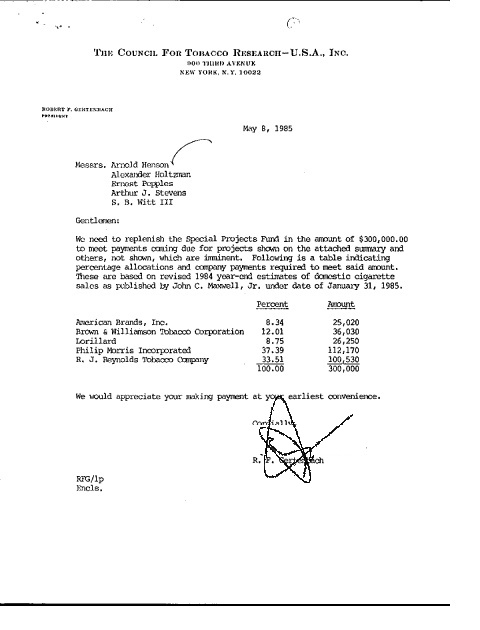 THE COUNCIL FOR TOBACCO RESEARCH—U.S.A., INC.
900 THIRD AVENUE
NEW YORK, N.Y. 10022
ROBERT F. GERTENBACH
PRESIDENT
May 8, 1985
Messrs. Arnold Henson
Alexander Holtzman
Ernest Pepples
Arthur J. Stevens
S. B. Witt III
Gentlemen:
We need to replenish the Special Projects Fund in the amount of $300,000.00
to meet payments coming due for projects shown on the attached summary and
others, not shown, which are imminent. Following is a table indicating
percentage allocations and company payments required to meet said amount.
These are based on revised 1984 year-end estimates of domestic cigarette
sales as published by John C. Maxwell, Jr. under date of January 31, 1985.
Percent Amount
American Brands, Inc. 8.34 25,020
Brown & Williamson Tobacco Corporation 12.01 36,030
Lorillard 8.75 26,250
Philip Morris Incorporated 37.39 112,170
R. J. Reynolds Tobacco Company 33.51 100,530
100.00 300,000
We would appreciate your making payment at your earliest convenience.
Cordially,
R. F. Gertenbach
RFG/lp
Encls.